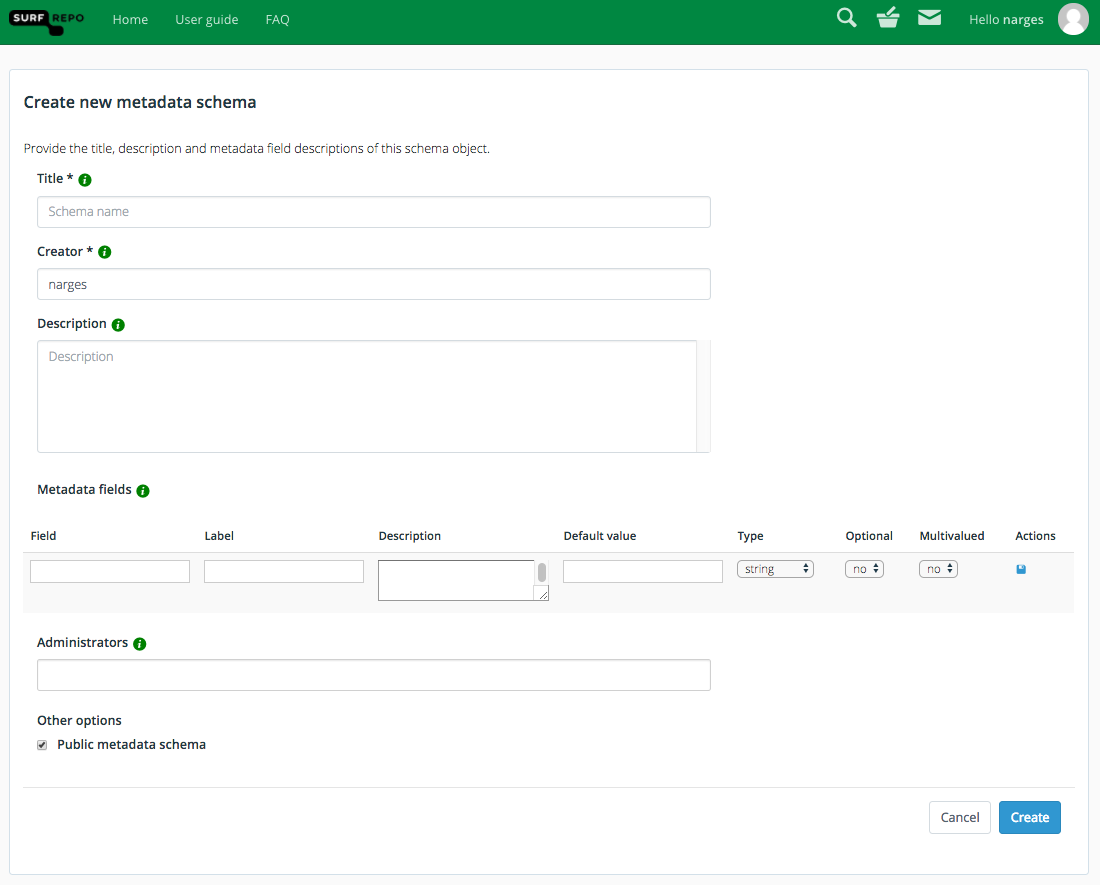 SURF REPO Home User guide FAQ Hello narges
Create new metadata schema
Provide the title, description and metadata field descriptions of this schema object.
Title * i
Schema name
Creator * i
narges
Description i
Description
Metadata fields i
Field Label Description Default value Type Optional Multivalued Actions
string no no
Administrators i
Other options
Public metadata schema
Cancel Create